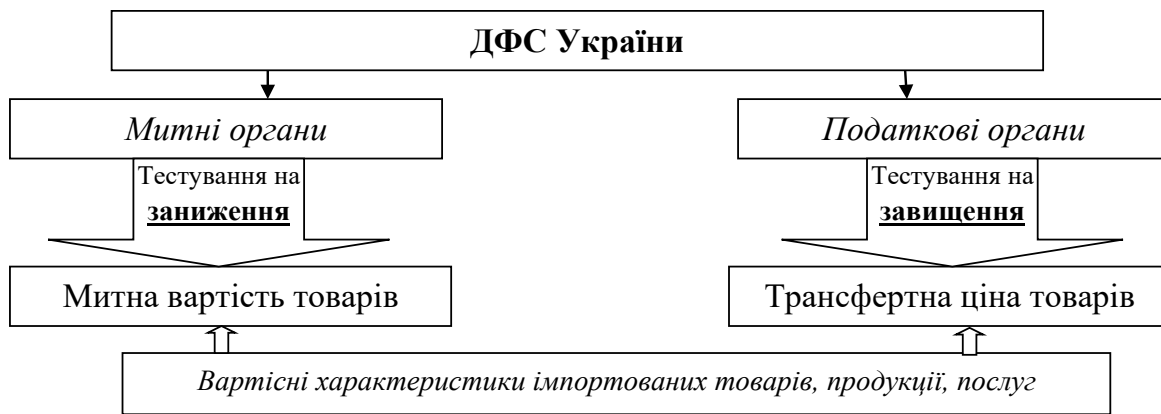 ДФС України
Митні органи
Податкові органи
Тестування на
заниження
Тестування на
завищення
Митна вартість товарів
Трансфертна ціна товарів
Вартісні характеристики імпортованих товарів, продукції, послуг